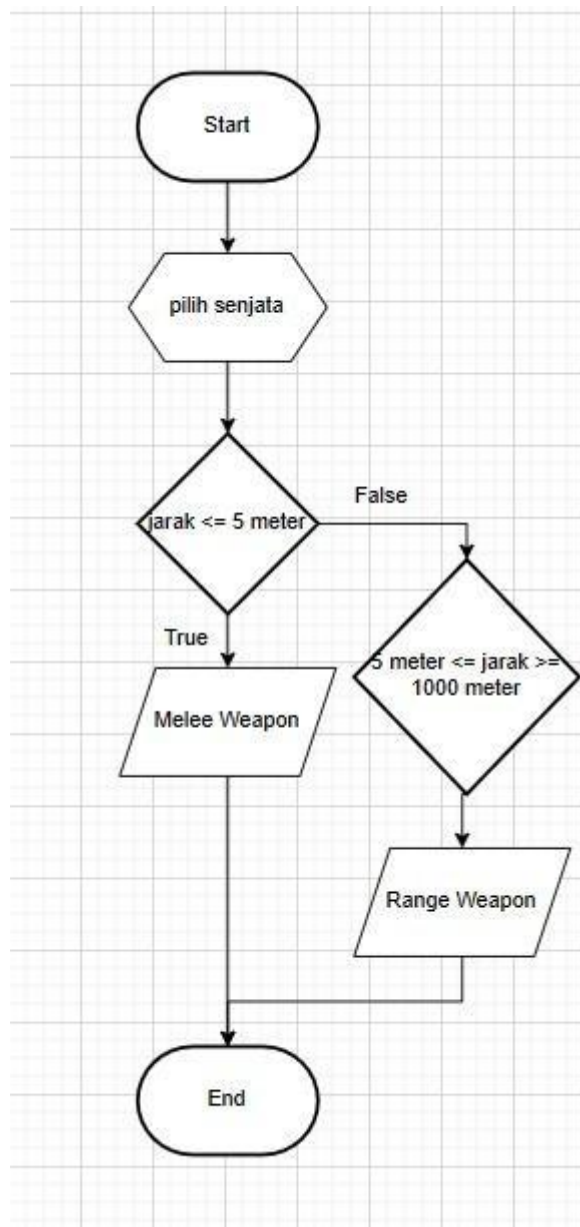 Start
pilih senjata
jarak <= 5 meter
False
True
5 meter <= jarak >=
1000 meter
Melee Weapon
Range Weapon
End